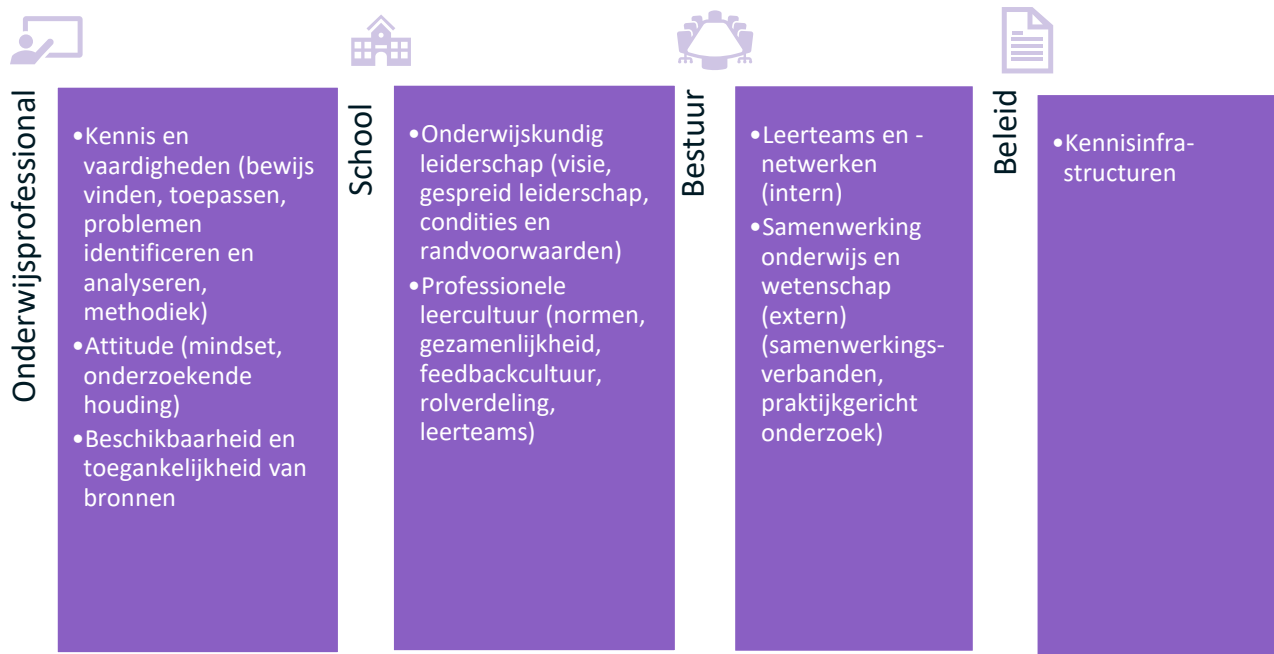 Onderwijsprofessional
•Kennis en
vaardigheden (bewijs
vinden, toepassen,
problemen
identificeren en
analyseren,
methodiek)
•Attitude (mindset,
onderzoekende
houding)
•Beschikbaarheid en
toegankelijkheid van
bronnen
School
•Onderwijskundig
leiderschap (visie,
gespreid leiderschap,
condities en
randvoorwaarden)
•Professionele
leercultuur (normen,
gezamenlijkheid,
feedbackcultuur,
rolverdeling,
leerteams)
Bestuur
•Leerteams en -
netwerken
(intern)
•Samenwerking
onderwijs en
wetenschap
(extern)
(samenwerkings-
verbanden,
praktijkgericht
onderzoek)
Beleid
•Kennisinfra-
structuren